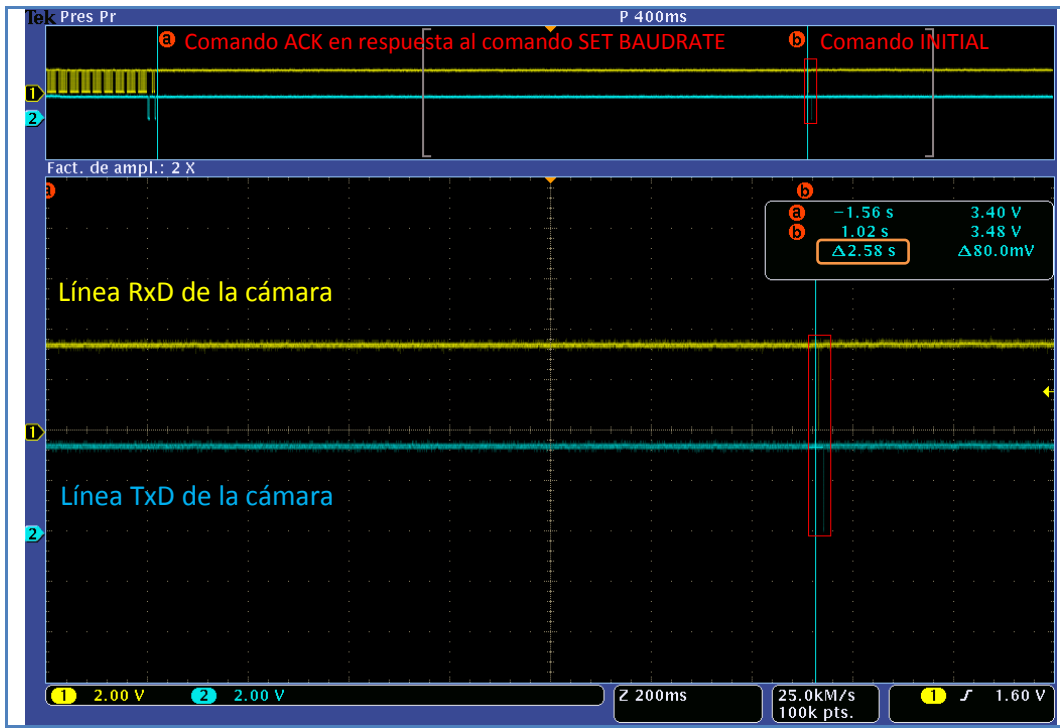 Tek Pres Pr P 400ms
a Comando ACK en respuesta al comando SET BAUDRATE b Comando INITIAL
1
2
Fact. de ampl.: 2 X
a b
a −1.56 s 3.40 V
b 1.02 s 3.48 V
Δ2.58 s Δ80.0mV
Línea RxD de la cámara
1
Línea TxD de la cámara
2
1 2.00 V 2 2.00 V Z 200ms 25.0kM/s 1 1.60 V
100k pts.